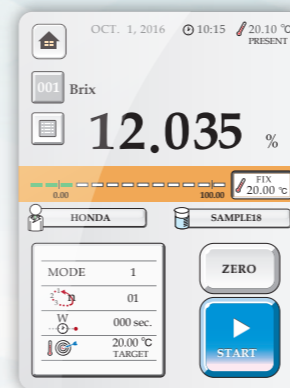 OCT. 1, 2016 10:15 20.10 °C
PRESENT
001 Brix
12.035 %
0.00 100.00
FIX
20.00 °C
HONDA SAMPLE18
MODE 1
n 01
W 000 sec.
20.00 °C
TARGET
ZERO
START